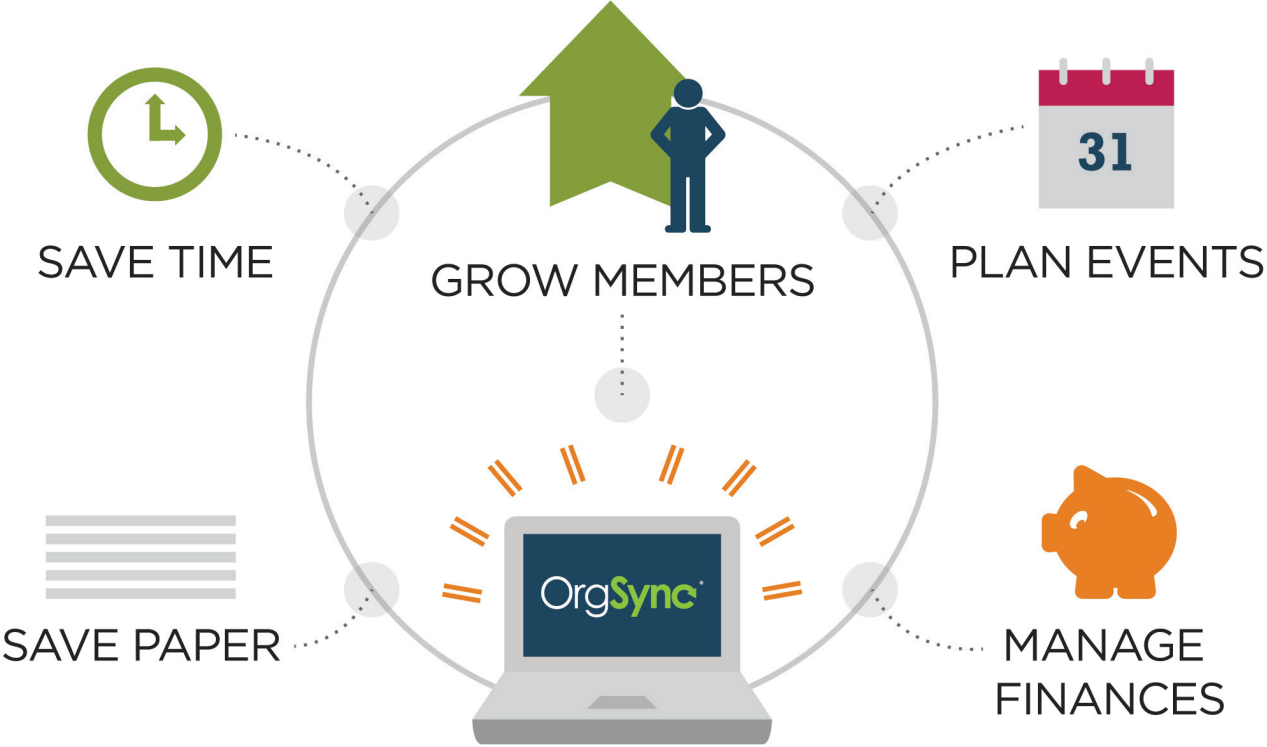 31
SAVE TIME
GROW MEMBERS
PLAN EVENTS
OrgSync®
SAVE PAPER
MANAGE
FINANCES